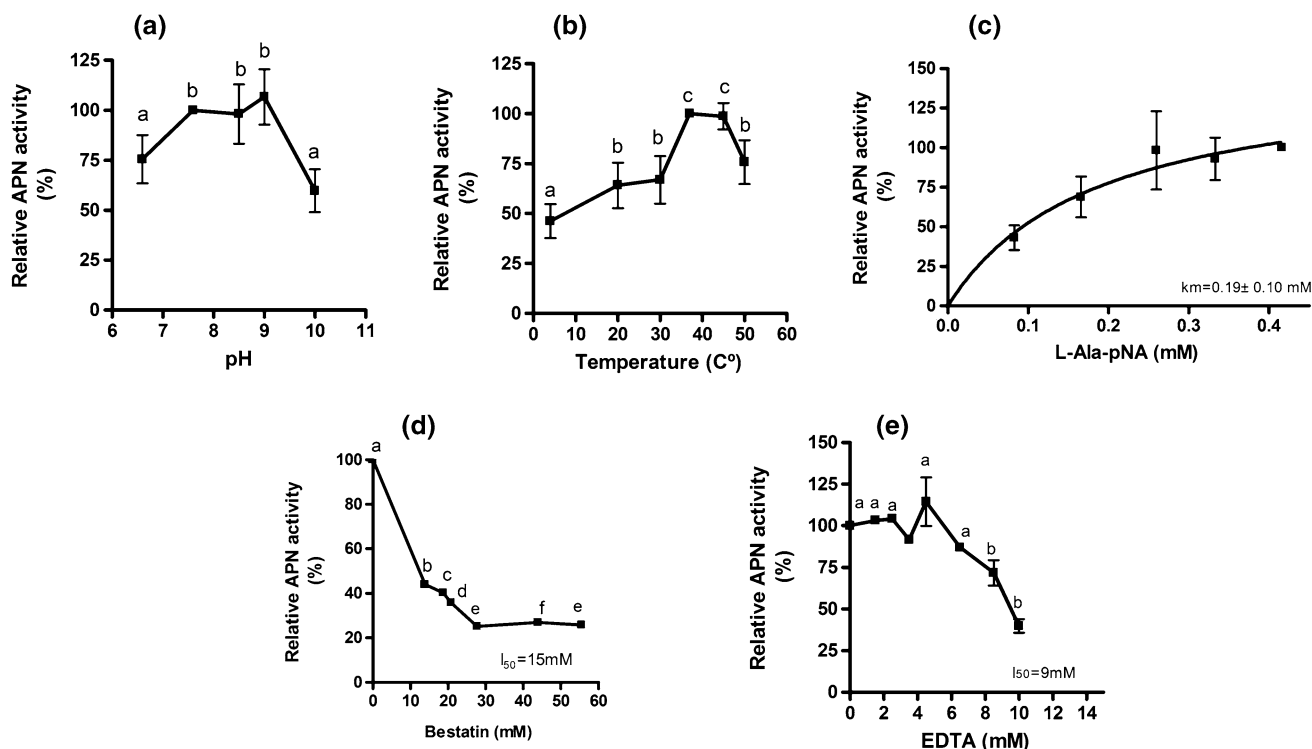 (a)
Relative APN activity
(%)
125
100
75
50
25
0
a
b
b
b
a
6
7
8
9
10
11
pH
(b)
Relative APN activity
(%)
125
100
75
50
25
0
a
b
b
c
c
b
0
10
20
30
40
50
60
Temperature (Cº)
(c)
Relative APN activity
(%)
150
125
100
75
50
25
0
km=0.19± 0.10 mM
0.0
0.1
0.2
0.3
0.4
L-Ala-pNA (mM)
(d)
Relative APN activity
(%)
100
80
60
40
20
0
a
b
c
d
e
f
e
I₅₀=15mM
0
10
20
30
40
50
60
Bestatin (mM)
(e)
Relative APN activity
(%)
150
125
100
75
50
25
0
a
a
a
a
a
b
b
I₅₀=9mM
0
2
4
6
8
10
12
14
EDTA (mM)